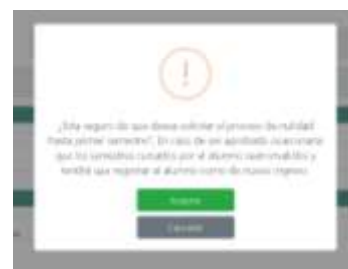 ¿Esta seguro de que desea solicitar el proceso de nulidad
hasta primer semestre?. En caso de ser aprobado ocasionaria
que los semestres cursados por el alumno sean invalidos y
tendrá que registrar al alumno como de nuevo ingreso.
Aceptar
Cancelar